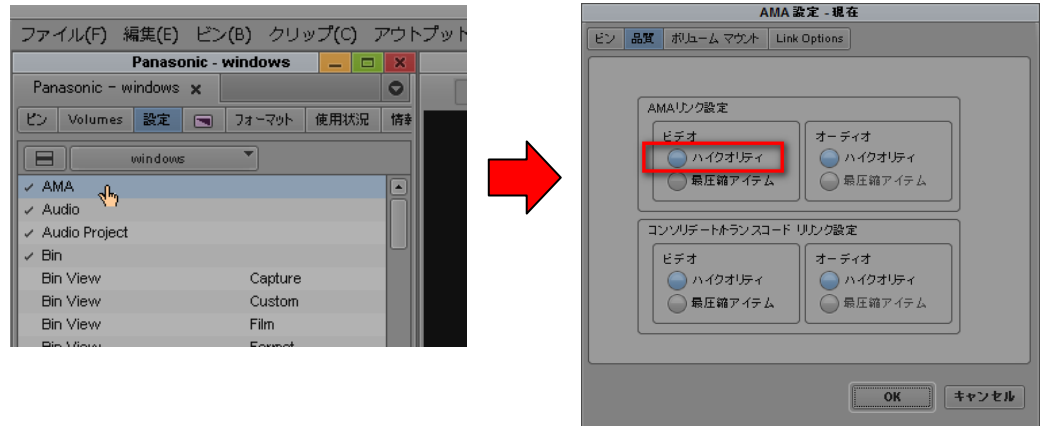 ファイル(F) 編集(E) ビン(B) クリップ(C) アウトプット
Panasonic - windows
Panasonic - windows x
ビン Volumes 設定 フォーマット 使用状況
windows
AMA
Audio
Audio Project
Bin
Bin View Capture
Bin View Custom
Bin View Film
Bin View Format
AMA 設定 - 現在
ビン 品質 ボリューム マウント Link Options
AMAリンク設定
ビデオ オーディオ
ハイクオリティ ハイクオリティ
最圧縮アイテム 最圧縮アイテム
コンソリデート/トランスコード リリンク設定
ビデオ オーディオ
ハイクオリティ ハイクオリティ
最圧縮アイテム 最圧縮アイテム
OK キャンセル